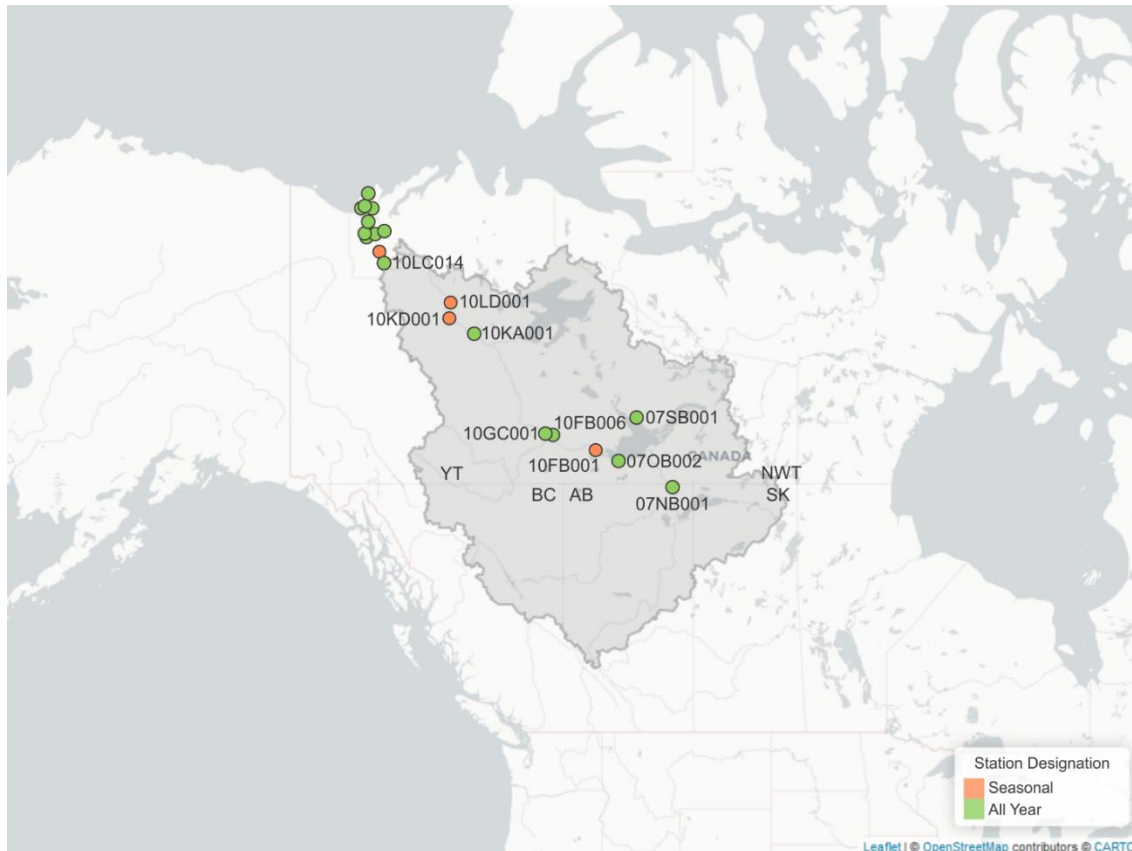 10LC014
10LD001
10KD001
10KA001
10FB006
07SB001
10GC001
10FB001
CANADA
07OB002
YT
NWT
BC
AB
SK
07NB001
Station Designation
Seasonal
All Year
Leaflet | © OpenStreetMap contributors © CARTO